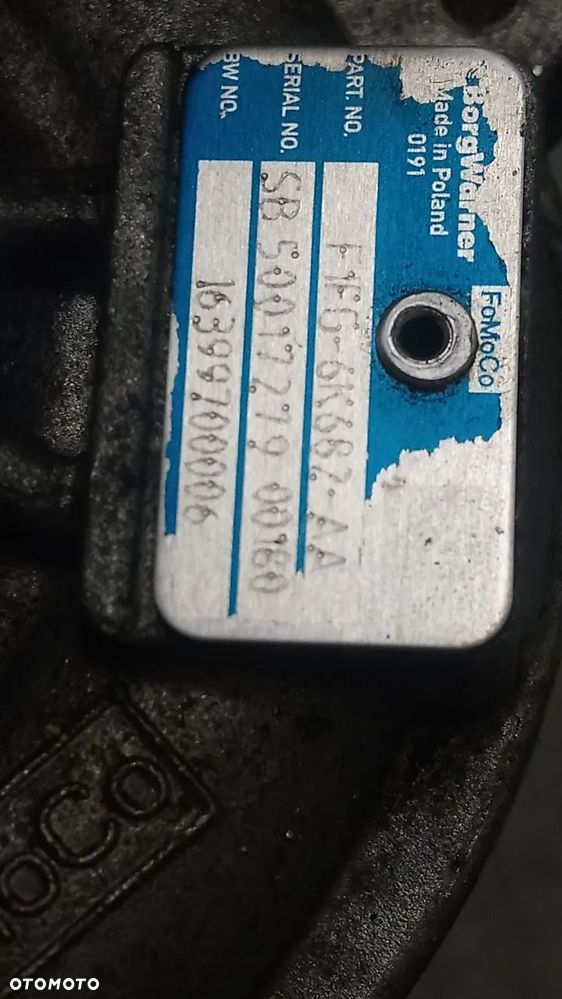 BorgWarner
Made in Poland
0191
FoMoCo
PART. NO. F1FG-6K682-AA
SERIAL NO. SB 50017279 00160
BW NO. 16399700006
OTOMOTO